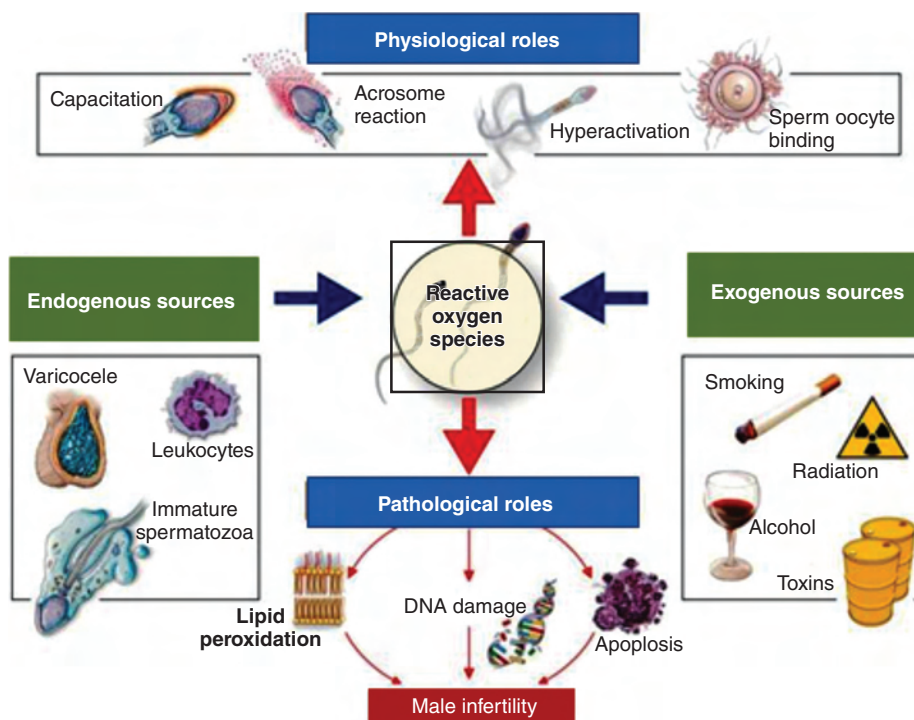 Physiological roles
Capacitation
Acrosome
reaction
Hyperactivation
Sperm oocyte
binding
Endogenous sources
Reactive
oxygen
species
Exogenous sources
Varicocele
Leukocytes
Immature
spermatozoa
Smoking
Radiation
Alcohol
Toxins
Pathological roles
Lipid
peroxidation
DNA damage
Apoplosis
Male infertility